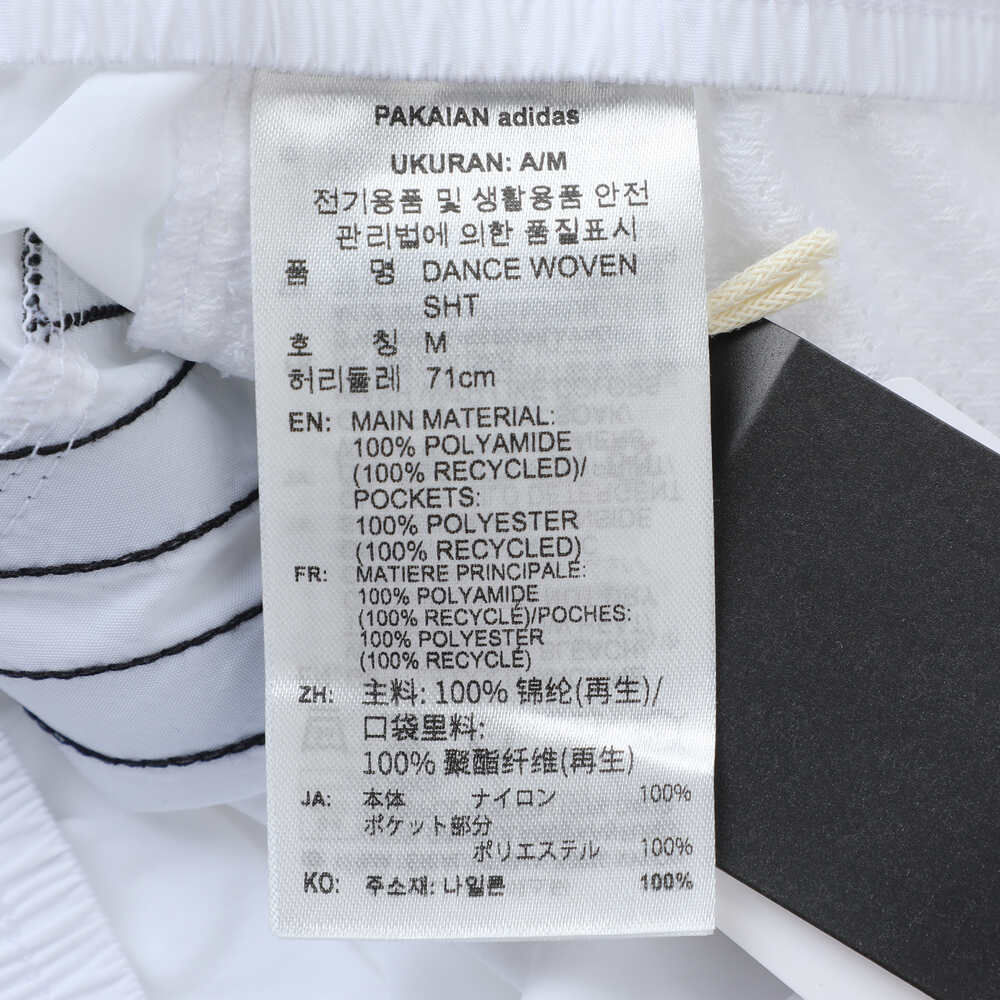 PAKAIAN adidas
UKURAN: A/M
전기용품 및 생활용품 안전
관리법에 의한 품질표시
품 명 DANCE WOVEN
SHT
호 칭 M
허리둘레 71cm
EN: MAIN MATERIAL:
100% POLYAMIDE
(100% RECYCLED)/
POCKETS:
100% POLYESTER
(100% RECYCLED)
FR: MATIERE PRINCIPALE:
100% POLYAMIDE
(100% RECYCLÉ)/POCHES:
100% POLYESTER
(100% RECYCLÉ)
ZH: 主料: 100% 锦纶(再生)/
口袋里料:
100% 聚酯纤维(再生)
JA: 本体 ナイロン 100%
ポケット部分
ポリエステル 100%
KO: 주소재: 나일론 100%